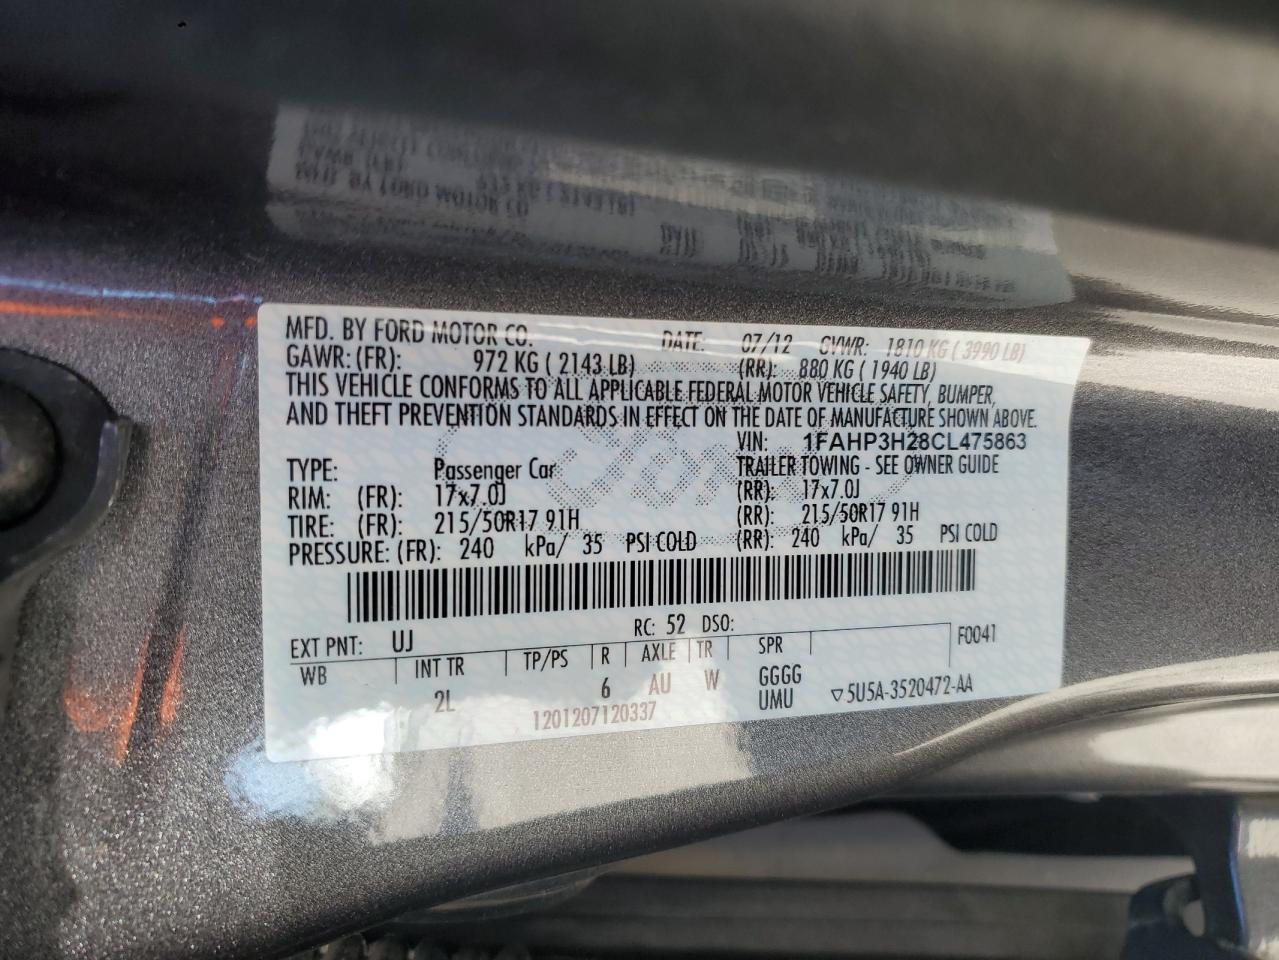 MFD. BY FORD MOTOR CO. DATE: 07/12 GVWR: 1810 KG ( 3990 LB)
GAWR: (FR): 972 KG ( 2143 LB) (RR): 880 KG ( 1940 LB)
THIS VEHICLE CONFORMS TO ALL APPLICABLE FEDERAL MOTOR VEHICLE SAFETY, BUMPER,
AND THEFT PREVENTION STANDARDS IN EFFECT ON THE DATE OF MANUFACTURE SHOWN ABOVE.
VIN: 1FAHP3H28CL475863
TYPE: Passenger Car TRAILER TOWING - SEE OWNER GUIDE
RIM: (FR): 17x7.0J (RR): 17x7.0J
TIRE: (FR): 215/50R17 91H (RR): 215/50R17 91H
PRESSURE: (FR): 240 kPa/ 35 PSI COLD (RR): 240 kPa/ 35 PSI COLD
EXT PNT: UJ RC: 52 DSO: F0041
WB INT TR TP/PS R AXLE TR SPR
2L 6 AU W GGGG
UMU ▽5U5A-3520472-AA
1201207120337